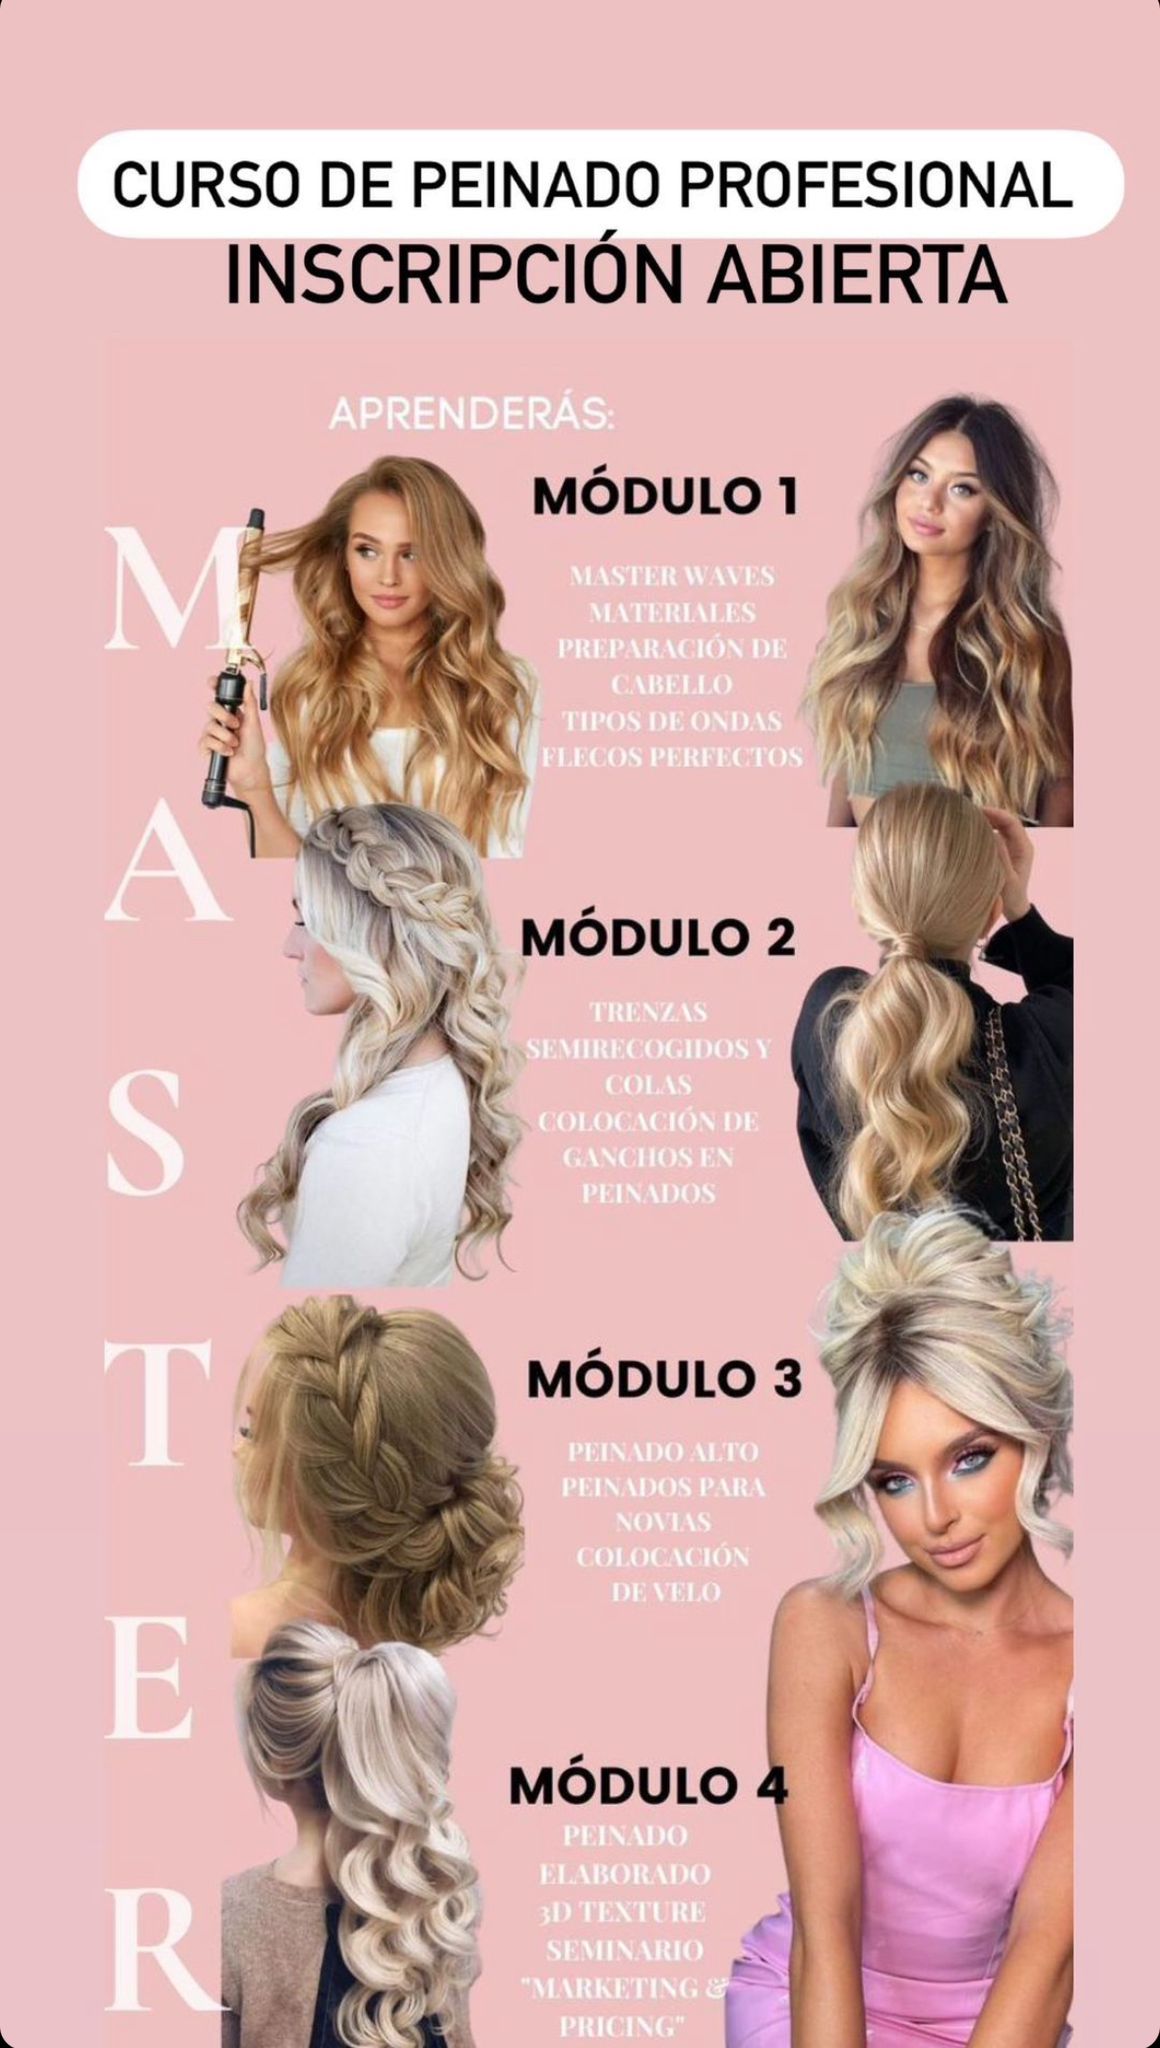 CURSO DE PEINADO PROFESIONAL
INSCRIPCIÓN ABIERTA
APRENDERÁS:
MASTER
MÓDULO 1
MASTER WAVES
MATERIALES
PREPARACIÓN DE
CABELLO
TIPOS DE ONDAS
FLECOS PERFECTOS
MÓDULO 2
TRENZAS
SEMIRECOGIDOS Y
COLAS
COLOCACIÓN DE
GANCHOS EN
PEINADOS
MÓDULO 3
PEINADO ALTO
PEINADOS PARA
NOVIAS
COLOCACIÓN
DE VELO
MÓDULO 4
PEINADO
ELABORADO
3D TEXTURE
SEMINARIO
"MARKETING &
PRICING"